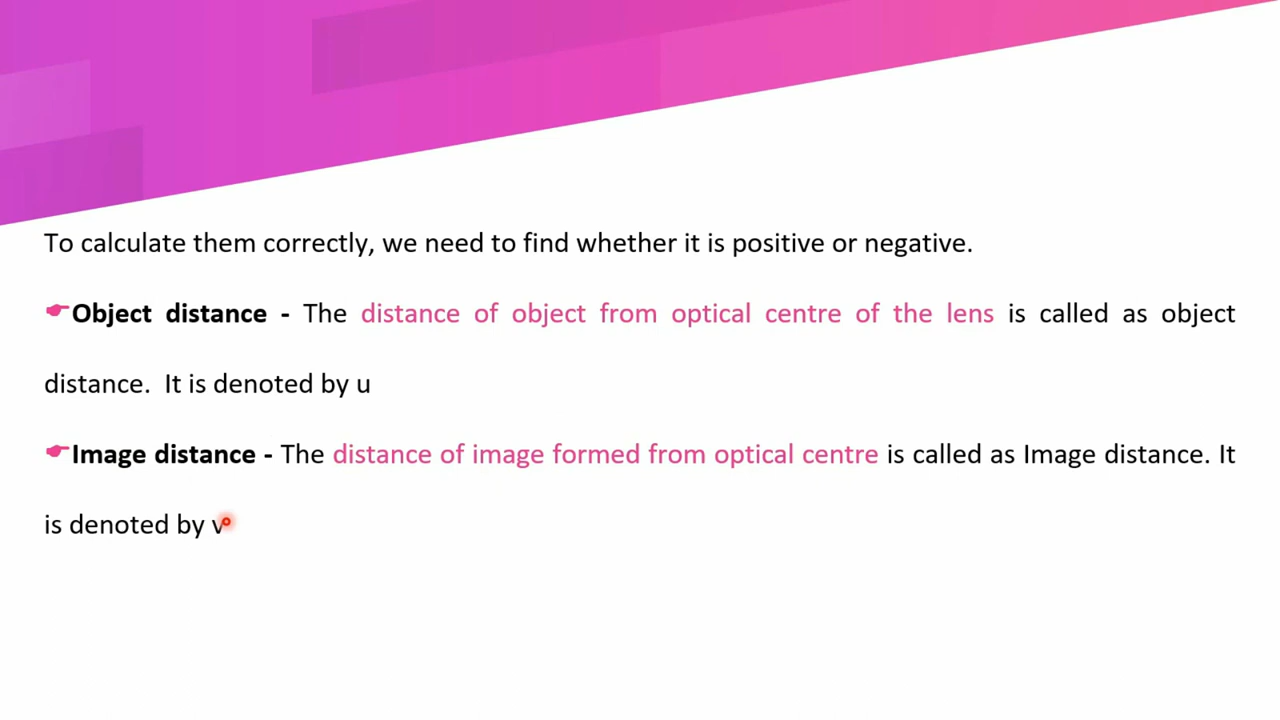 To calculate them correctly, we need to find whether it is positive or negative.
Object distance - The distance of object from optical centre of the lens is called as object
distance. It is denoted by u
Image distance - The distance of image formed from optical centre is called as Image distance. It
is denoted by v